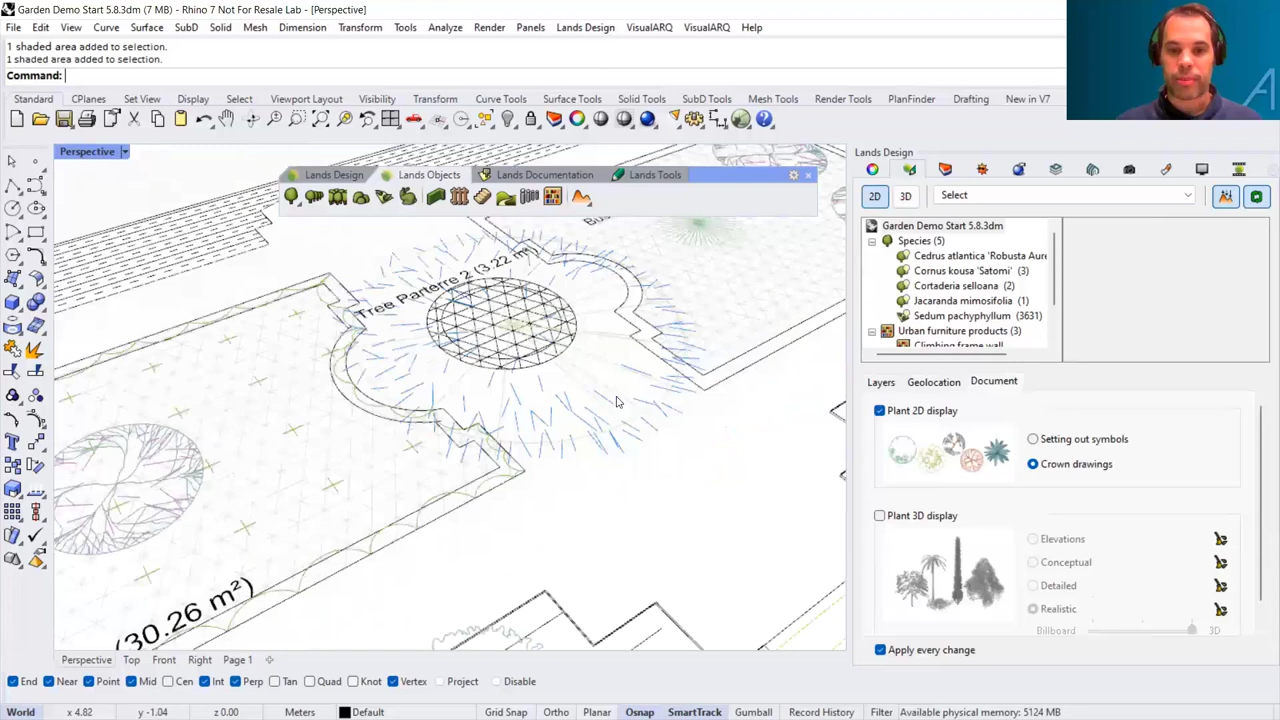 Garden Demo Start 5.8.3dm (7 MB) - Rhino 7 Not For Resale Lab - [Perspective]
File Edit View Curve Surface SubD Solid Mesh Dimension Transform Tools Analyze Render Panels Lands Design VisualARQ VisualARQ Help
1 shaded area added to selection.
1 shaded area added to selection.
Command:
Standard CPlanes Set View Display Select Viewport Layout Visibility Transform Curve Tools Surface Tools Solid Tools SubD Tools Mesh Tools Render Tools PlanFinder Drafting New in V7
Perspective
Lands Design Lands Objects Lands Documentation Lands Tools
Lands Design
2D 3D Select
Garden Demo Start 5.8.3dm
Species (5)
Cedrus atlantica 'Robusta Aure
Cornus kousa 'Satomi' (3)
Cortaderia selloana (2)
Jacaranda mimosifolia (1)
Sedum pachyphyllum (3631)
Urban furniture products (3)
Climbing frame wall
Tree Parterre 2 (3.22 m
(30.26 m²)
Layers Geolocation Document
Plant 2D display
Setting out symbols
Crown drawings
Plant 3D display
Elevations
Conceptual
Detailed
Realistic
Billboard 3D
Apply every change
Perspective Top Front Right Page 1
End Near Point Mid Cen Int Perp Tan Quad Knot Vertex Project Disable
World x 4.82 y -1.04 z 0.00 Meters Default Grid Snap Ortho Planar Osnap SmartTrack Gumball Record History Filter Available physical memory: 5124 MB